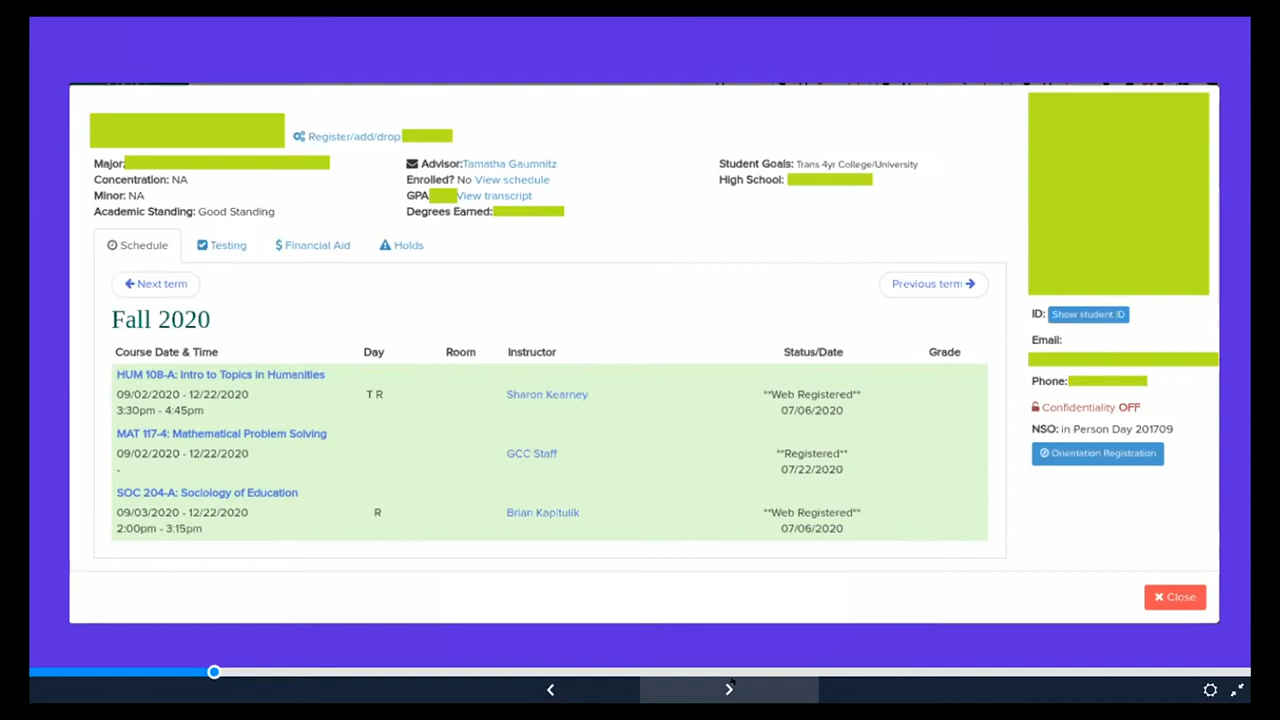 Register/add/drop
Major:
Concentration: NA
Minor: NA
Academic Standing: Good Standing
Advisor:Tamatha Gaumnitz
Enrolled? No View schedule
GPA View transcript
Degrees Earned:
Student Goals: Trans 4yr College/University
High School:
Schedule Testing Financial Aid Holds
Next term Previous term
Fall 2020
Course Date & Time Day Room Instructor Status/Date Grade
HUM 108-A: Intro to Topics in Humanities
09/02/2020 - 12/22/2020 T R Sharon Kearney **Web Registered**
3:30pm - 4:45pm 07/06/2020
MAT 117-4: Mathematical Problem Solving
09/02/2020 - 12/22/2020 GCC Staff **Registered**
- 07/22/2020
SOC 204-A: Sociology of Education
09/03/2020 - 12/22/2020 R Brian Kapitulik **Web Registered**
2:00pm - 3:15pm 07/06/2020
ID: Show student ID
Email:
Phone:
Confidentiality OFF
NSO: in Person Day 201709
Orientation Registration
Close